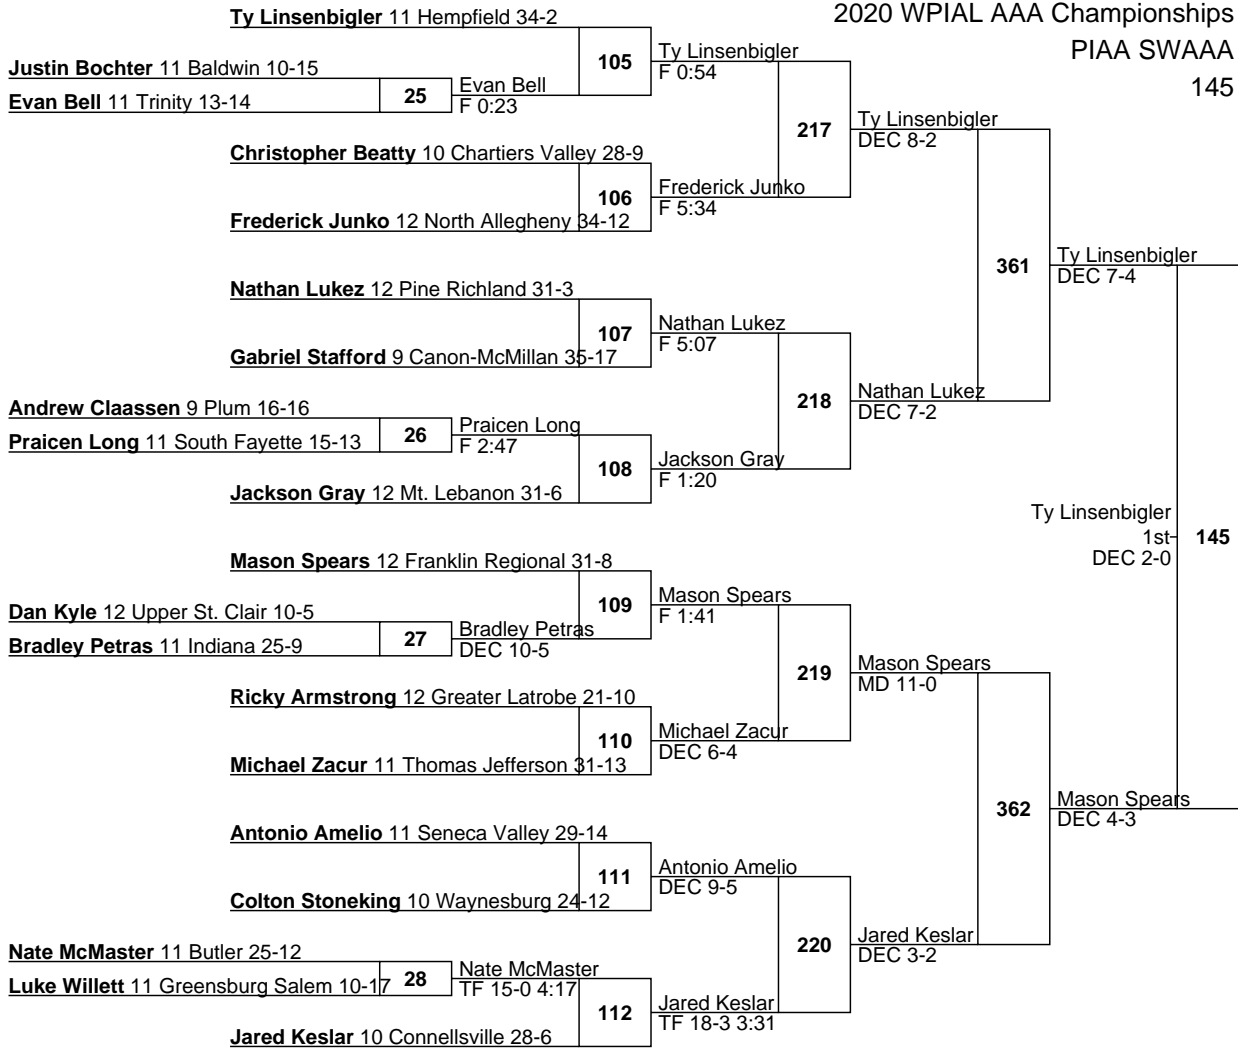 2020 WPIAL AAA Championships
PIAA SWAAA
145
Ty Linsenbigler 11 Hempfield 34-2
105
Ty Linsenbigler
F 0:54
Justin Bochter 11 Baldwin 10-15
Evan Bell 11 Trinity 13-14
25
Evan Bell
F 0:23
217
Ty Linsenbigler
DEC 8-2
Christopher Beatty 10 Chartiers Valley 28-9
106
Frederick Junko
F 5:34
Frederick Junko 12 North Allegheny 34-12
361
Ty Linsenbigler
DEC 7-4
Nathan Lukez 12 Pine Richland 31-3
107
Nathan Lukez
F 5:07
Gabriel Stafford 9 Canon-McMillan 35-17
218
Nathan Lukez
DEC 7-2
Andrew Claassen 9 Plum 16-16
Praicen Long 11 South Fayette 15-13
26
Praicen Long
F 2:47
108
Jackson Gray
F 1:20
Jackson Gray 12 Mt. Lebanon 31-6
Ty Linsenbigler
1st
DEC 2-0
145
Mason Spears 12 Franklin Regional 31-8
109
Mason Spears
F 1:41
Dan Kyle 12 Upper St. Clair 10-5
Bradley Petras 11 Indiana 25-9
27
Bradley Petras
DEC 10-5
219
Mason Spears
MD 11-0
Ricky Armstrong 12 Greater Latrobe 21-10
110
Michael Zacur
DEC 6-4
Michael Zacur 11 Thomas Jefferson 31-13
362
Mason Spears
DEC 4-3
Antonio Amelio 11 Seneca Valley 29-14
111
Antonio Amelio
DEC 9-5
Colton Stoneking 10 Waynesburg 24-12
220
Jared Keslar
DEC 3-2
Nate McMaster 11 Butler 25-12
Luke Willett 11 Greensburg Salem 10-17
28
Nate McMaster
TF 15-0 4:17
112
Jared Keslar
TF 18-3 3:31
Jared Keslar 10 Connellsville 28-6